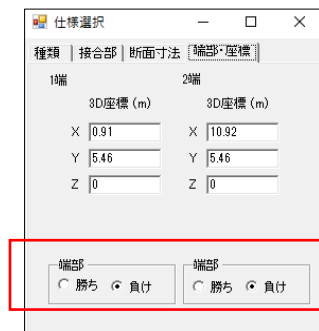 仕様選択
種類 接合部 断面寸法 端部・座標
1端 2端
3D座標 (m) 3D座標 (m)
X 0.91 X 10.92
Y 5.46 Y 5.46
Z 0 Z 0
端部 端部
勝ち 負け 勝ち 負け